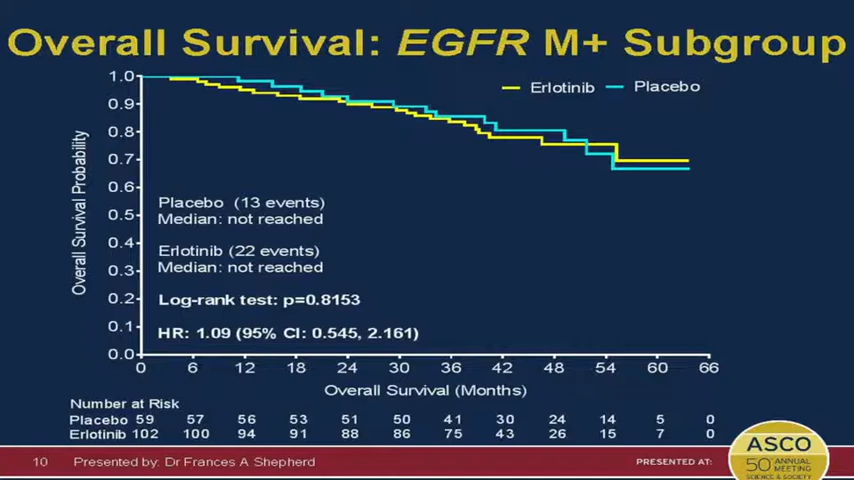 Overall Survival: EGFR M+ Subgroup
Erlotinib Placebo
Overall Survival Probability
1.0
0.9
0.8
0.7
0.6
0.5
0.4
0.3
0.2
0.1
0.0
Placebo (13 events)
Median: not reached
Erlotinib (22 events)
Median: not reached
Log-rank test: p=0.8153
HR: 1.09 (95% CI: 0.545, 2.161)
0 6 12 18 24 30 36 42 48 54 60 66
Overall Survival (Months)
Number at Risk
Placebo 59 57 56 53 51 50 41 30 24 14 5 0
Erlotinib 102 100 94 91 88 86 75 43 26 15 7 0
10 Presented by: Dr Frances A Shepherd
PRESENTED AT:
ASCO
50 ANNUAL
MEETING
SCIENCE & SOCIETY